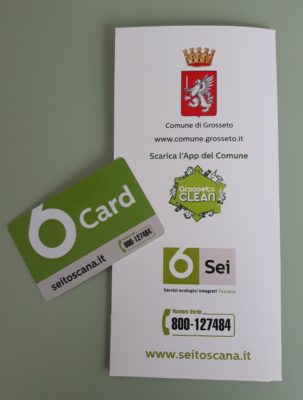 Comune di Grosseto
www.comune.grosseto.it
Scarica l'App del Comune
Grosseto
CLEAN
6 Sei
Servizi ecologici integrati Toscana
Numero Verde
800-127484
www.seitoscana.it
6 Card
800-127484
seitoscana.it